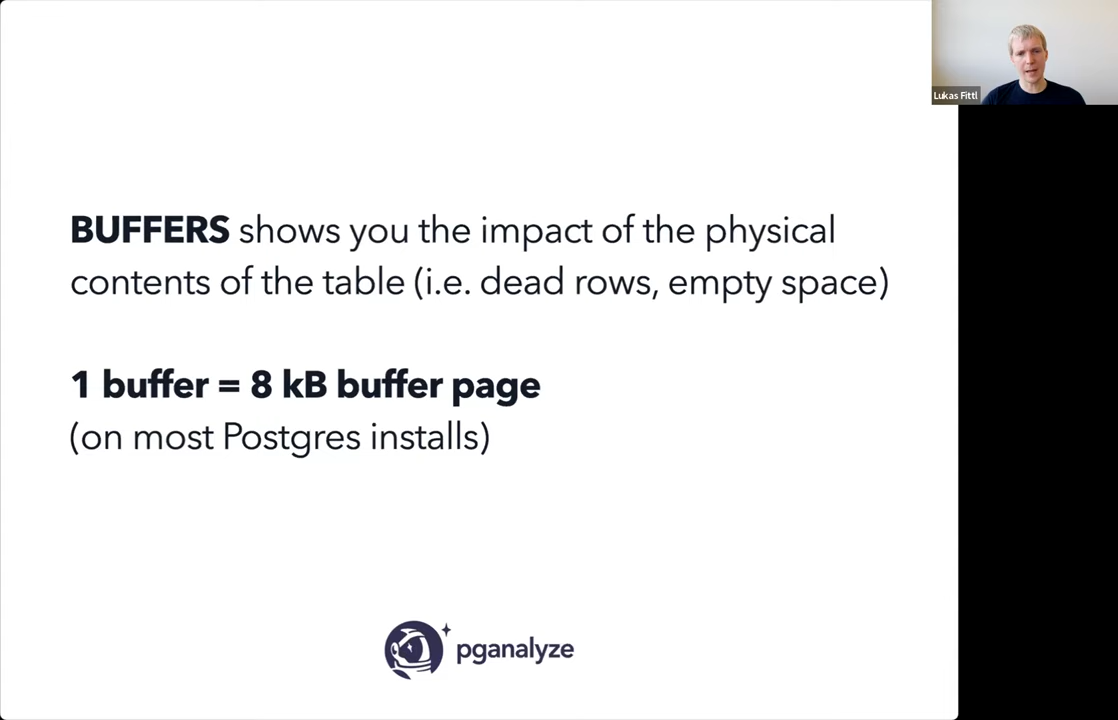 Lukas Fittl
BUFFERS shows you the impact of the physical
contents of the table (i.e. dead rows, empty space)
1 buffer = 8 kB buffer page
(on most Postgres installs)
pganalyze